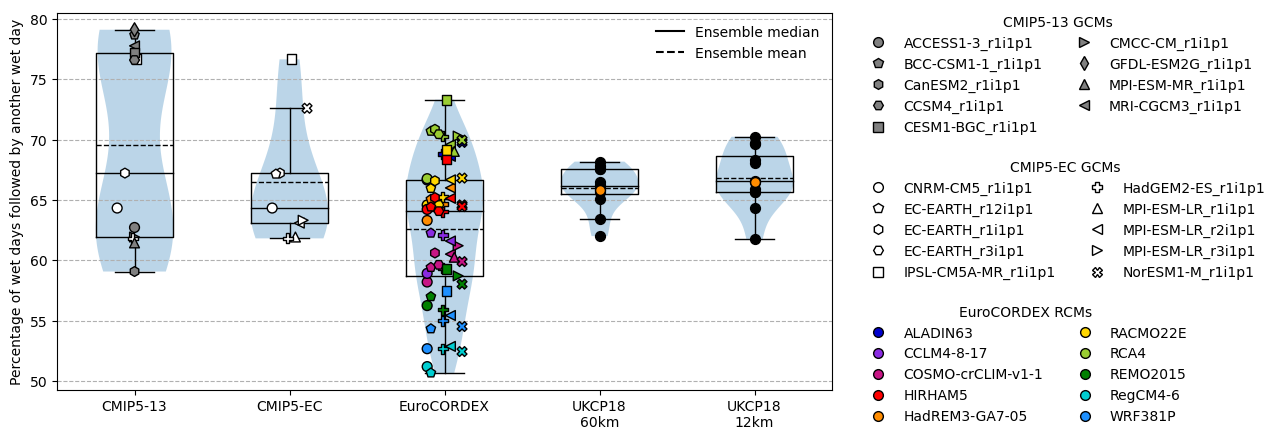 Percentage of wet days followed by another wet day
80
75
70
65
60
55
50
Ensemble median
Ensemble mean
CMIP5-13
CMIP5-EC
EuroCORDEX
UKCP18
60km
UKCP18
12km
CMIP5-13 GCMs
ACCESS1-3_r1i1p1
BCC-CSM1-1_r1i1p1
CanESM2_r1i1p1
CCSM4_r1i1p1
CESM1-BGC_r1i1p1
CMCC-CM_r1i1p1
GFDL-ESM2G_r1i1p1
MPI-ESM-MR_r1i1p1
MRI-CGCM3_r1i1p1
CMIP5-EC GCMs
CNRM-CM5_r1i1p1
EC-EARTH_r12i1p1
EC-EARTH_r1i1p1
EC-EARTH_r3i1p1
IPSL-CM5A-MR_r1i1p1
HadGEM2-ES_r1i1p1
MPI-ESM-LR_r1i1p1
MPI-ESM-LR_r2i1p1
MPI-ESM-LR_r3i1p1
NorESM1-M_r1i1p1
EuroCORDEX RCMs
ALADIN63
CCLM4-8-17
COSMO-crCLIM-v1-1
HIRHAM5
HadREM3-GA7-05
RACMO22E
RCA4
REMO2015
RegCM4-6
WRF381P